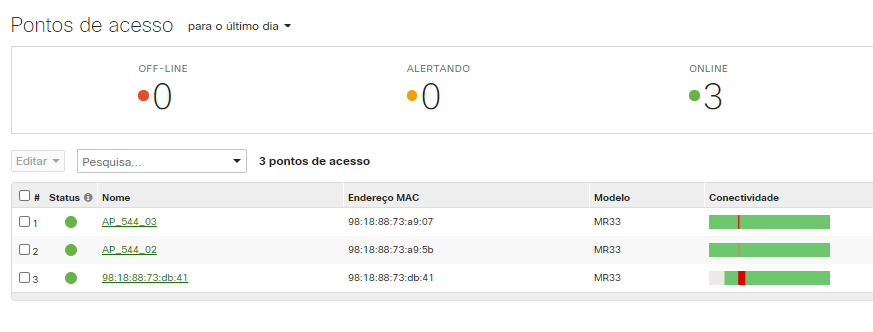 Pontos de acesso para o último dia
OFF-LINE ALERTANDO ONLINE
0 0 3
Editar Pesquisa... 3 pontos de acesso
# Status Nome Endereço MAC Modelo Conectividade
1 AP_544_03 98:18:88:73:a9:07 MR33
2 AP_544_02 98:18:88:73:a9:5b MR33
3 98:18:88:73:db:41 98:18:88:73:db:41 MR33